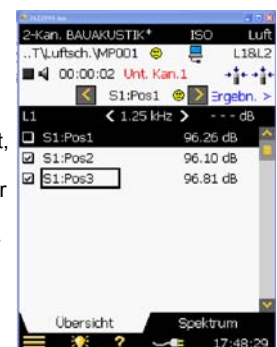 2-Kan. BAUAKUSTIK* ISO Luft
..T\Luftsch.\MP001 L1&L2
00:00:02 Unt. Kan.1
< S1:Pos1 > Ergebn. >
L1 < 1.25 kHz > --- dB
S1:Pos1 96.26 dB
S1:Pos2 96.10 dB
S1:Pos3 96.81 dB
Übersicht Spektrum
? 17:48:29